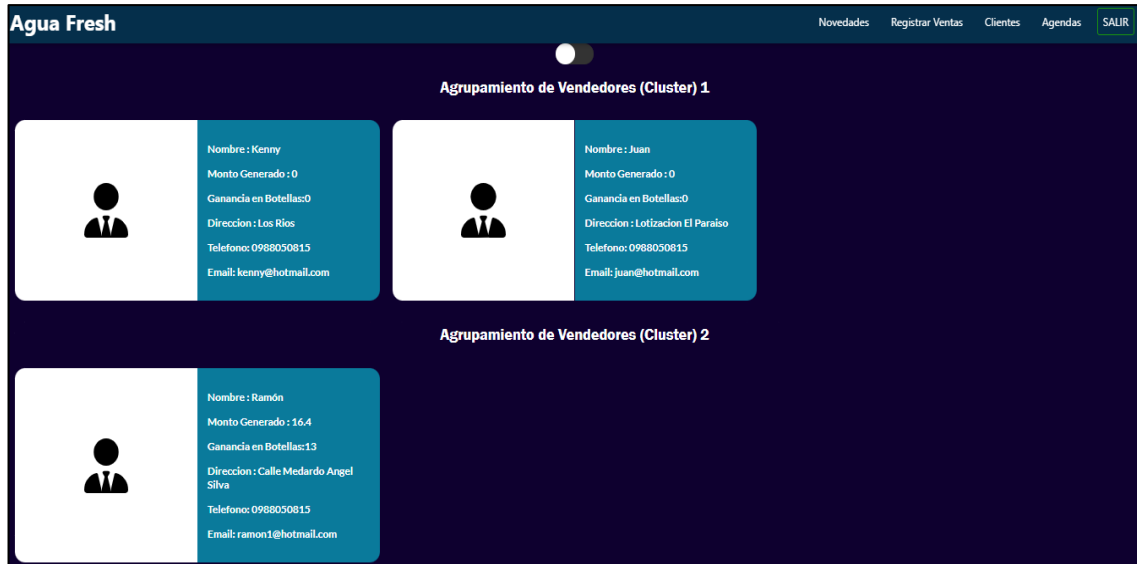 Agua Fresh
Novedades
Registrar Ventas
Clientes
Agendas
SALIR
Agrupamiento de Vendedores (Cluster) 1
Nombre : Kenny
Monto Generado : 0
Ganancia en Botellas:0
Direccion : Los Rios
Telefono: 0988050815
Email: kenny@hotmail.com
Nombre : Juan
Monto Generado : 0
Ganancia en Botellas:0
Direccion : Lotizacion El Paraiso
Telefono: 0988050815
Email: juan@hotmail.com
Agrupamiento de Vendedores (Cluster) 2
Nombre : Ramón
Monto Generado : 16.4
Ganancia en Botellas:13
Direccion : Calle Medardo Angel
Silva
Telefono: 0988050815
Email: ramon1@hotmail.com